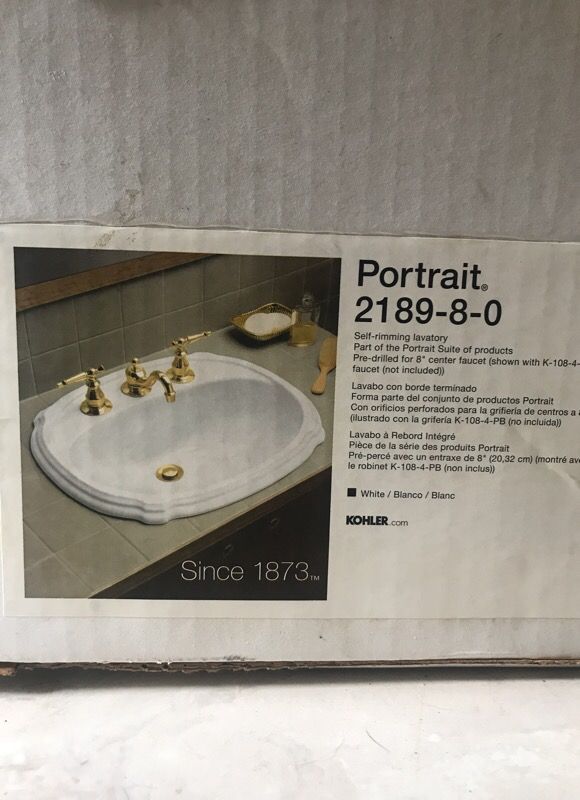 Portrait®
2189-8-0
Self-rimming lavatory
Part of the Portrait Suite of products
Pre-drilled for 8" center faucet (shown with K-108-4-
faucet (not included))
Lavabo con borde terminado
Forma parte del conjunto de productos Portrait
Con orificios perforados para la grifería de centros a
(ilustrado con la grifería K-108-4-PB (no incluida))
Lavabo à Rebord Intégré
Pièce de la série des produits Portrait
Pré-percé avec un entraxe de 8" (20,32 cm) (montré
le robinet K-108-4-PB (non inclus))
White / Blanco / Blanc
KOHLER.com
Since 1873™